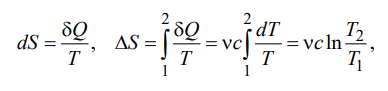 dS = δQ/T, ΔS = ∫₁² δQ/T = νc∫₁² dT/T = νc ln T₂/T₁,